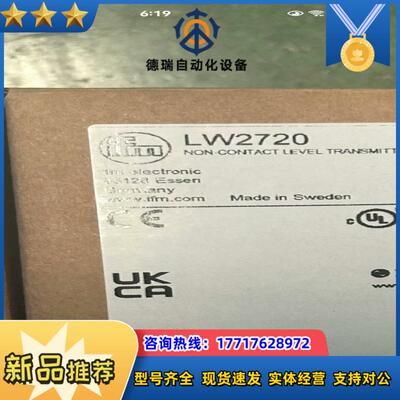 6:19
德瑞自动化设备
ifm
LW2720
NON-CONTACT LEVEL TRANSMITT
ifm electronic
45128 Essen
Germany
www.ifm.com
Made in Sweden
CE
c UL
UK
CA
咨询热线：17717628972
新品推荐
型号齐全 现货速发 实体经营 支持对公